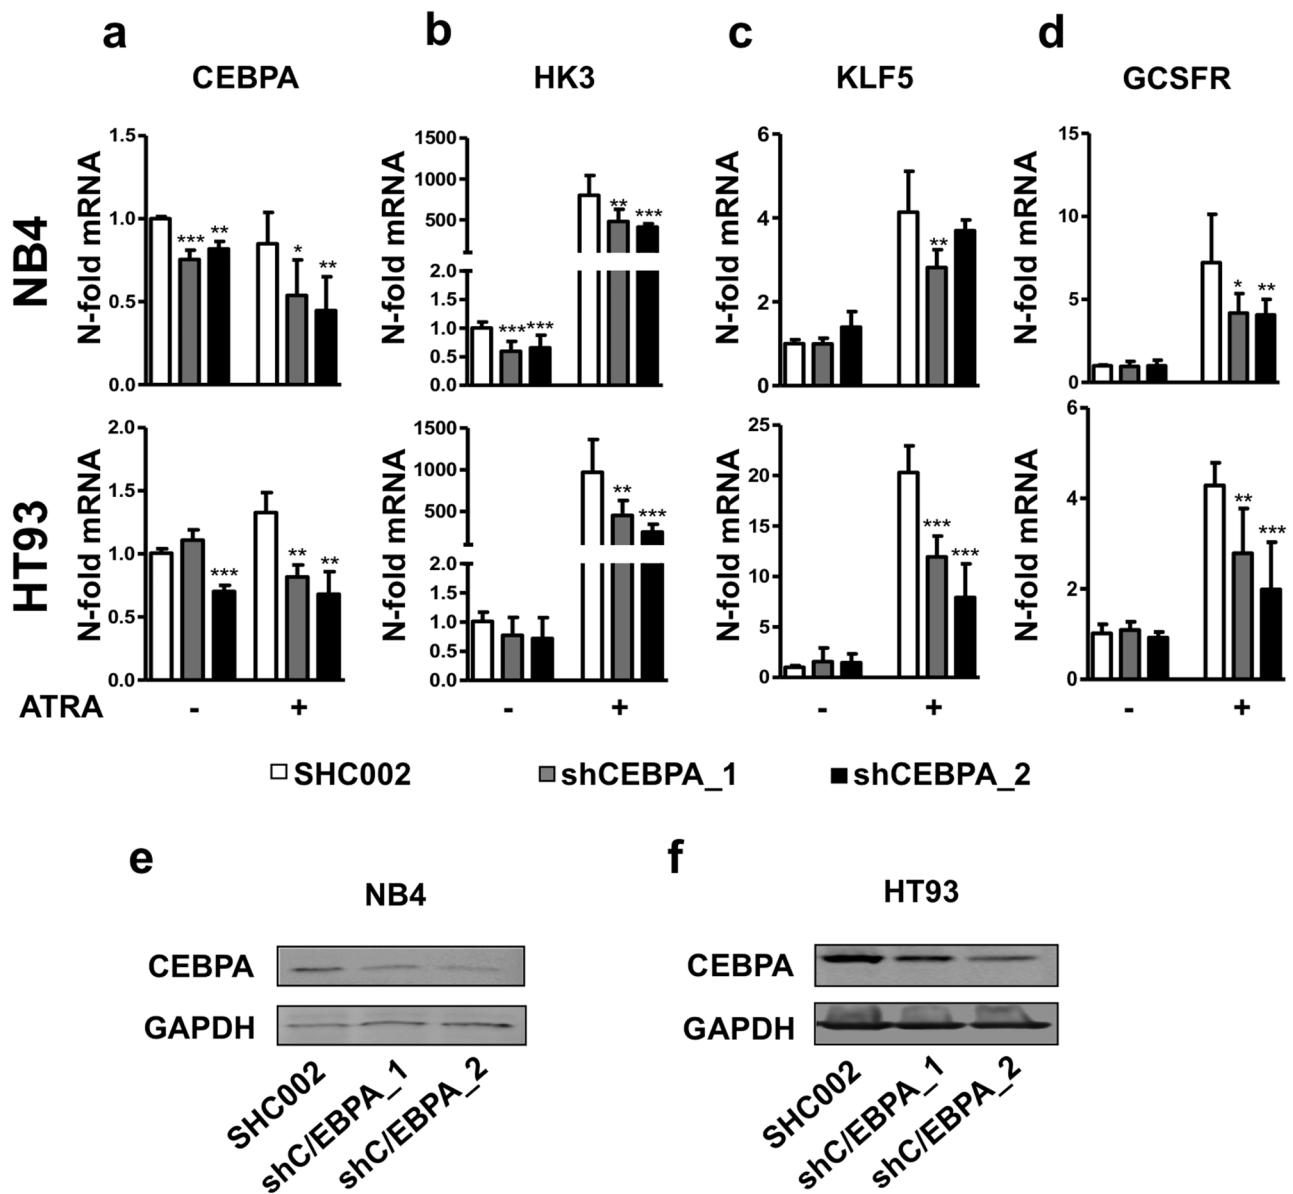 a b c d
CEBPA HK3 KLF5 GCSFR
NB4
N-fold mRNA
1.5
1.0
0.5
0.0
*** ** * **
N-fold mRNA
1500
1000
500
2.0
1.0
0.5
0.0
*** *** ** ***
N-fold mRNA
6
4
2
0
**
N-fold mRNA
15
10
5
0
* **
HT93
N-fold mRNA
2.0
1.5
1.0
0.5
0.0
*** ** **
N-fold mRNA
1500
1000
500
2.0
1.5
1.0
0.5
0.0
** ***
N-fold mRNA
25
20
15
10
5
0
*** ***
N-fold mRNA
6
4
2
0
** ***
ATRA - + - + - + - +
SHC002 shCEBPA_1 shCEBPA_2
e
NB4
CEBPA
GAPDH
SHC002
shC/EBPA_1
shC/EBPA_2
f
HT93
CEBPA
GAPDH
SHC002
shC/EBPA_1
shC/EBPA_2